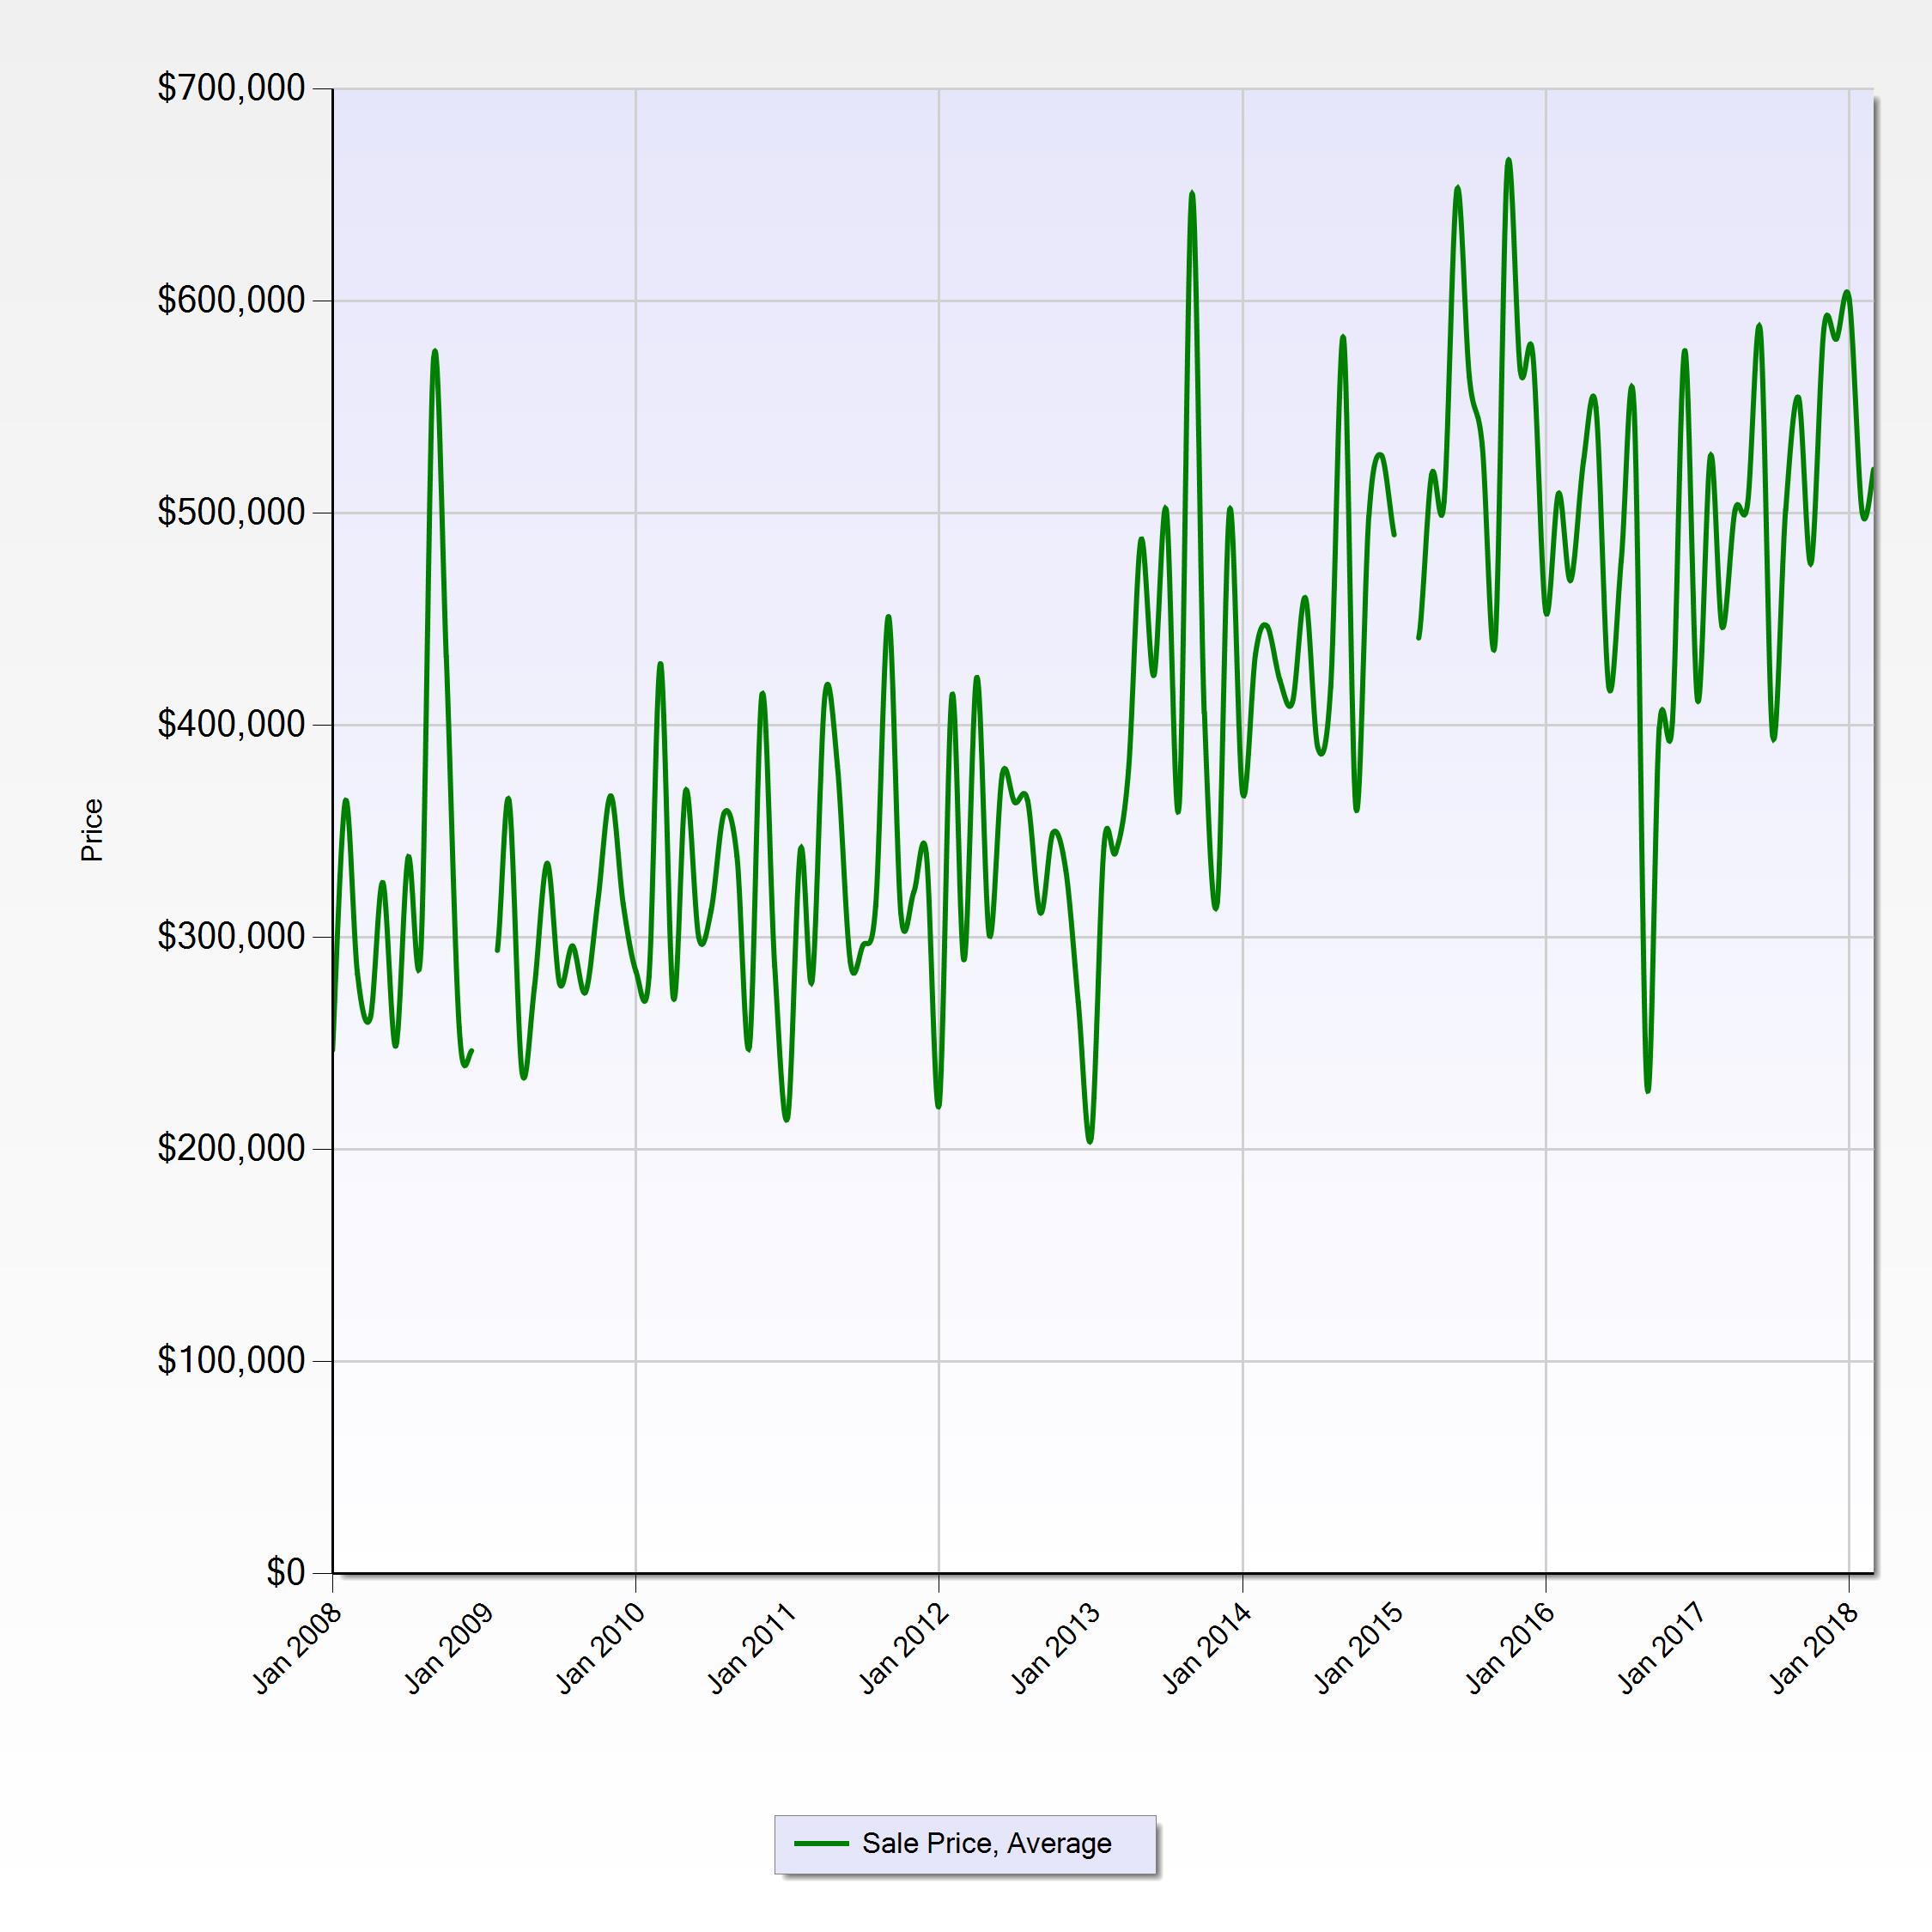 $700,000
$600,000
$500,000
$400,000
Price
$300,000
$200,000
$100,000
$0
Jan 2008
Jan 2009
Jan 2010
Jan 2011
Jan 2012
Jan 2013
Jan 2014
Jan 2015
Jan 2016
Jan 2017
Jan 2018
Sale Price, Average